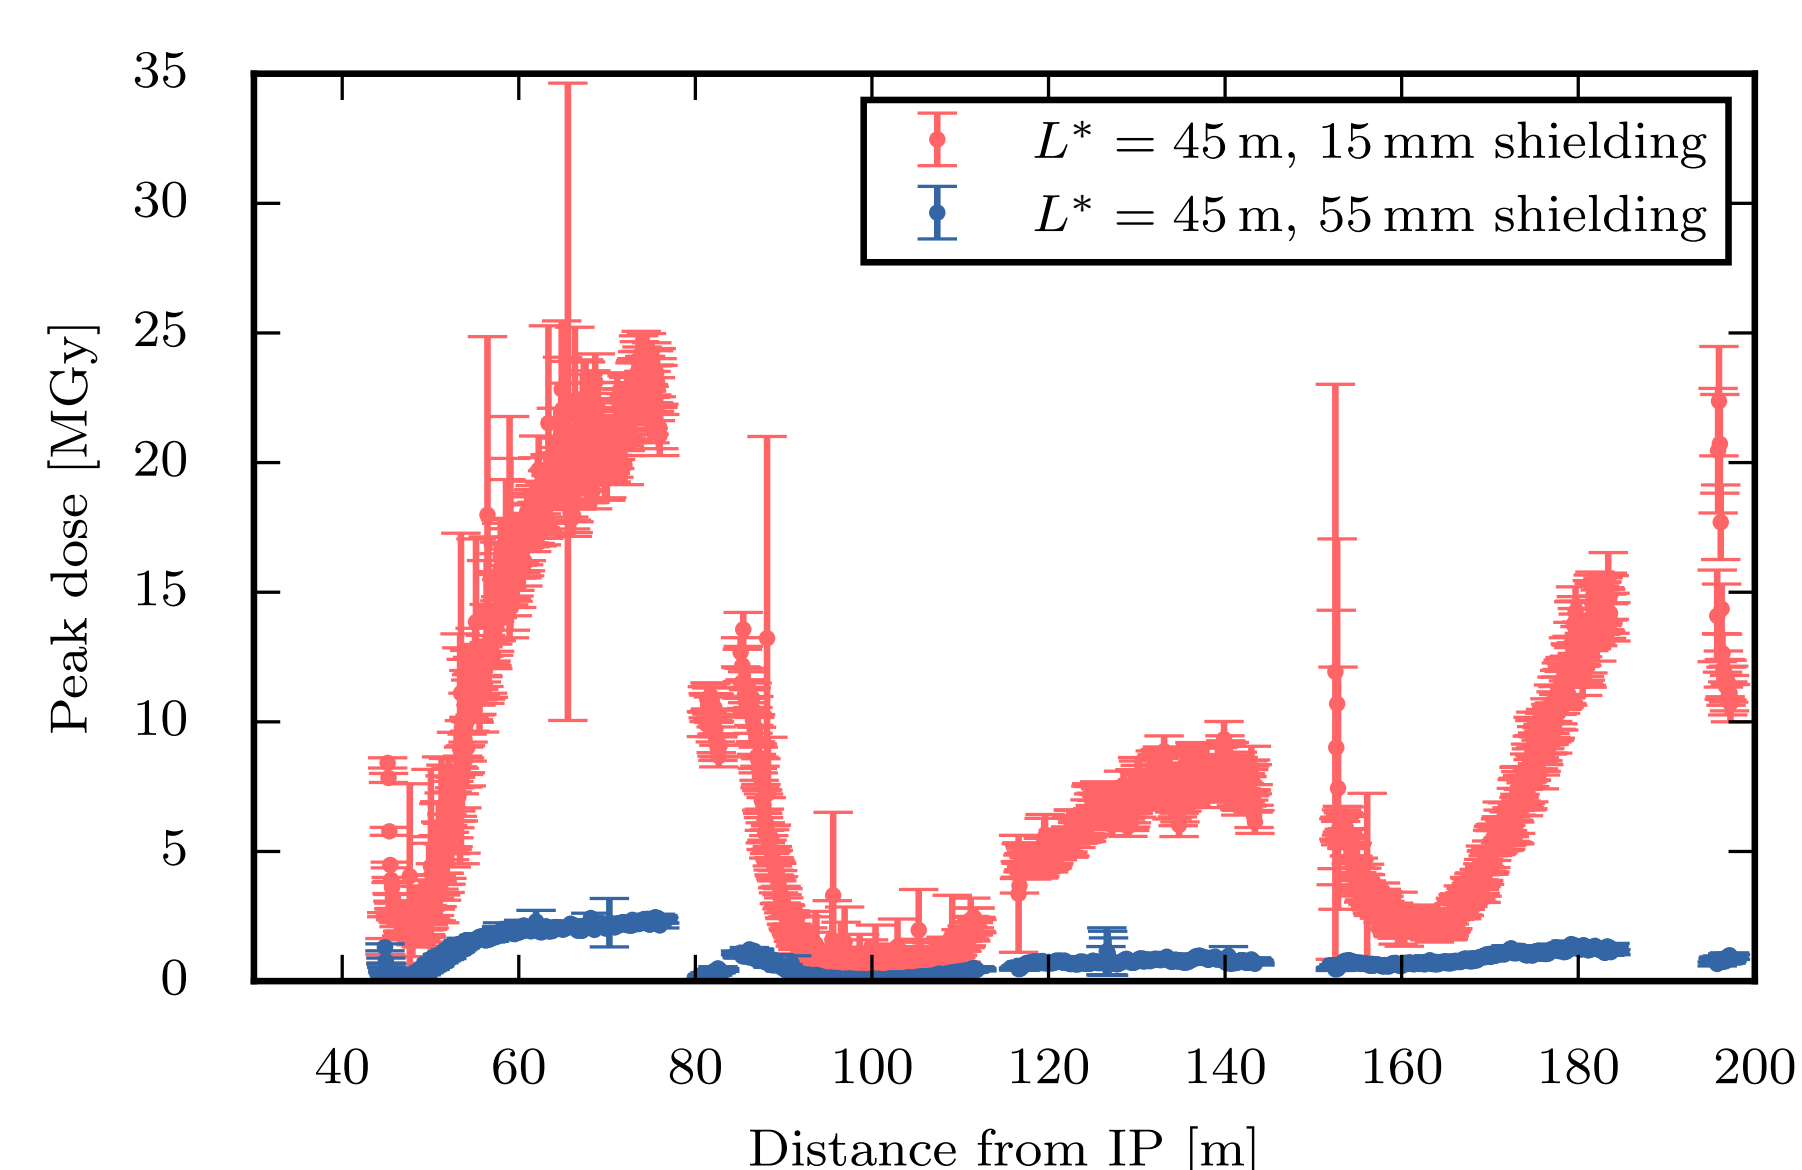 35
30
25
20
15
10
5
0
Peak dose [MGy]
L* = 45 m, 15 mm shielding
L* = 45 m, 55 mm shielding
40 60 80 100 120 140 160 180 200
Distance from IP [m]